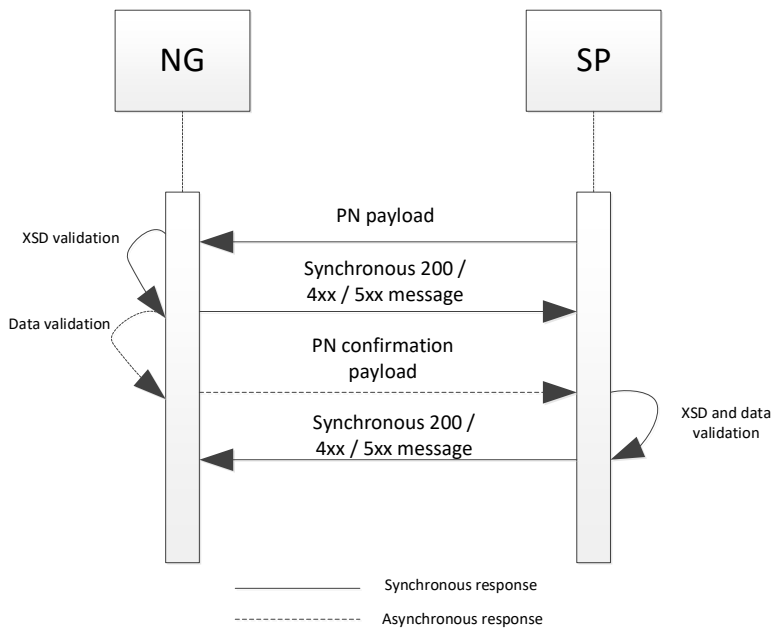 NG
SP
PN payload
XSD validation
Synchronous 200 /
4xx / 5xx message
Data validation
PN confirmation
payload
XSD and data
validation
Synchronous 200 /
4xx / 5xx message
Synchronous response
Asynchronous response